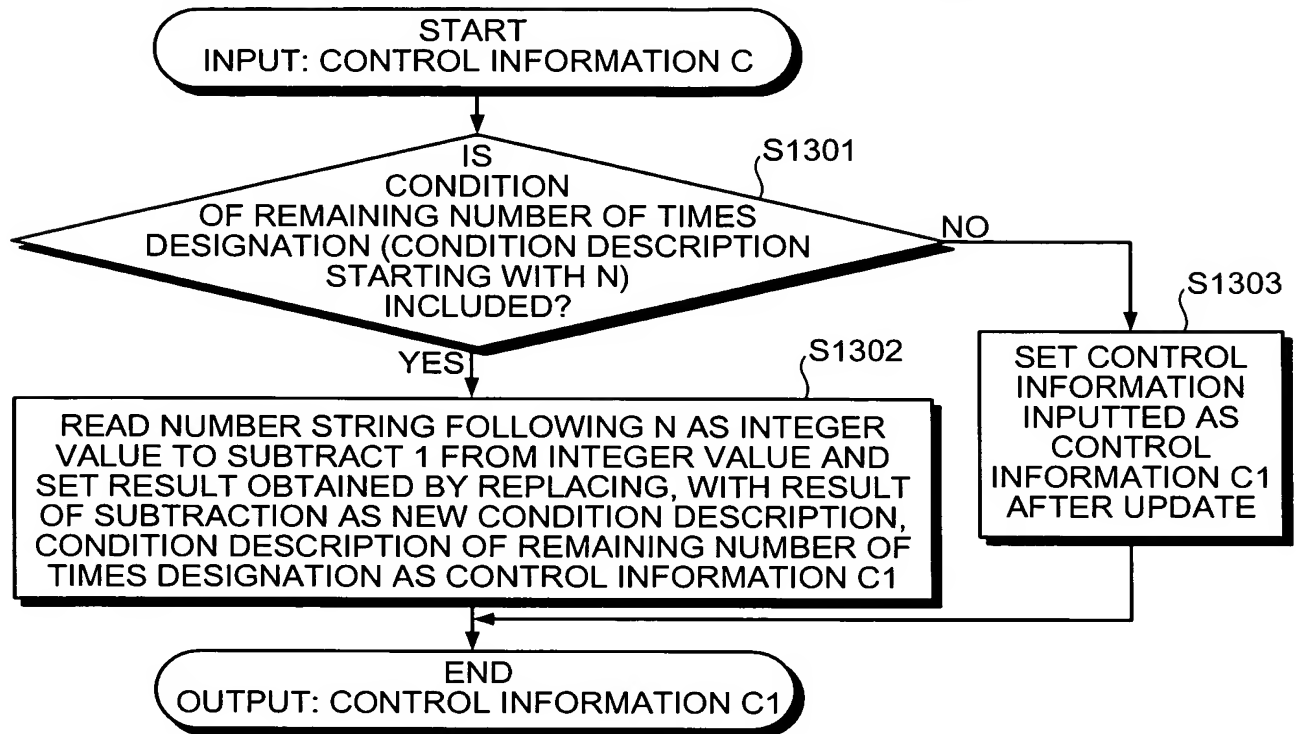 START
INPUT: CONTROL INFORMATION C
S1301
IS
CONDITION
OF REMAINING NUMBER OF TIMES
DESIGNATION (CONDITION DESCRIPTION
STARTING WITH N)
INCLUDED?
NO
YES
S1302
READ NUMBER STRING FOLLOWING N AS INTEGER
VALUE TO SUBTRACT 1 FROM INTEGER VALUE AND
SET RESULT OBTAINED BY REPLACING, WITH RESULT
OF SUBTRACTION AS NEW CONDITION DESCRIPTION,
CONDITION DESCRIPTION OF REMAINING NUMBER OF
TIMES DESIGNATION AS CONTROL INFORMATION C1
S1303
SET CONTROL
INFORMATION
INPUTTED AS
CONTROL
INFORMATION C1
AFTER UPDATE
END
OUTPUT: CONTROL INFORMATION C1